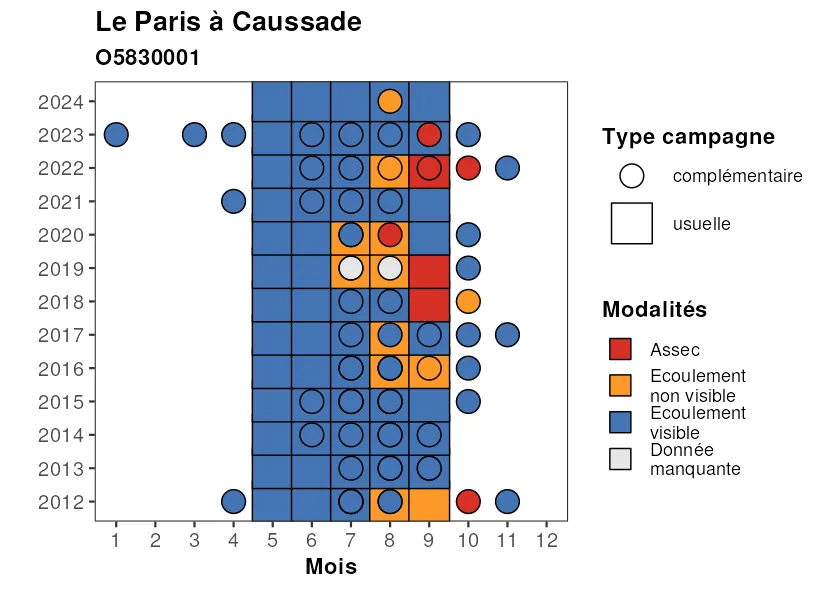 Le Paris à Caussade
O5830001
2024
2023
2022
2021
2020
2019
2018
2017
2016
2015
2014
2013
2012
1 2 3 4 5 6 7 8 9 10 11 12
Mois
Type campagne
complémentaire
usuelle
Modalités
Assec
Ecoulement
non visible
Ecoulement
visible
Donnée
manquante